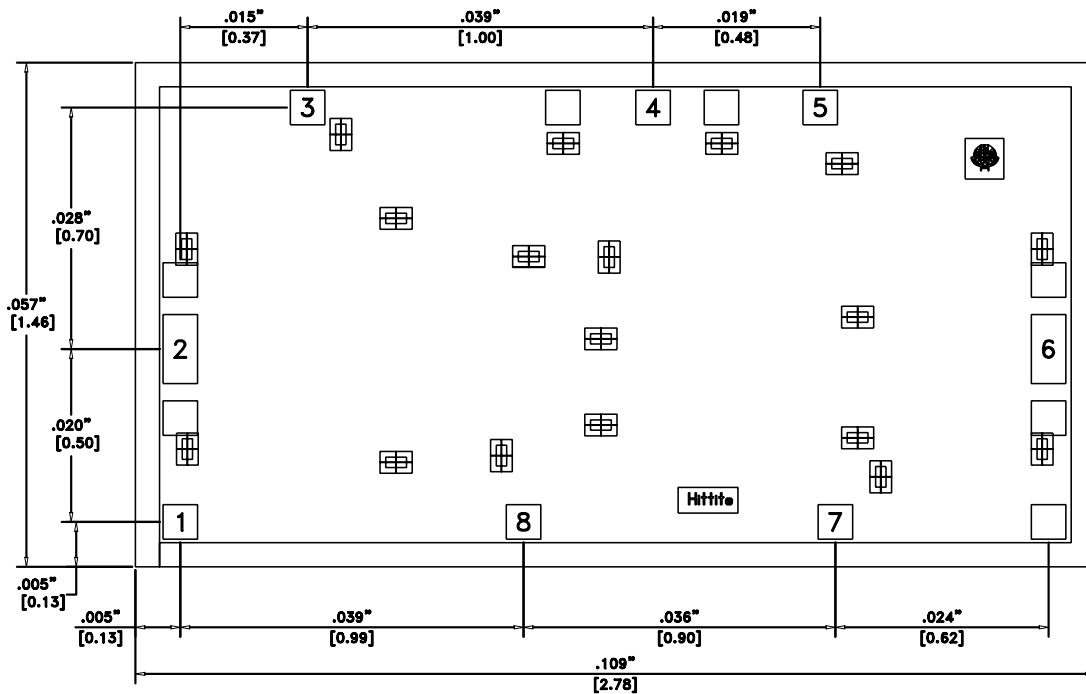 .015" .039" .019"
[0.37] [1.00] [0.48]
3 4 5
.028"
[0.70]
.057"
[1.46]
2 6
.020"
[0.50]
Hittite
1 8 7
.005"
[0.13]
.005" .039" .036" .024"
[0.13] [0.99] [0.90] [0.62]
.109"
[2.78]